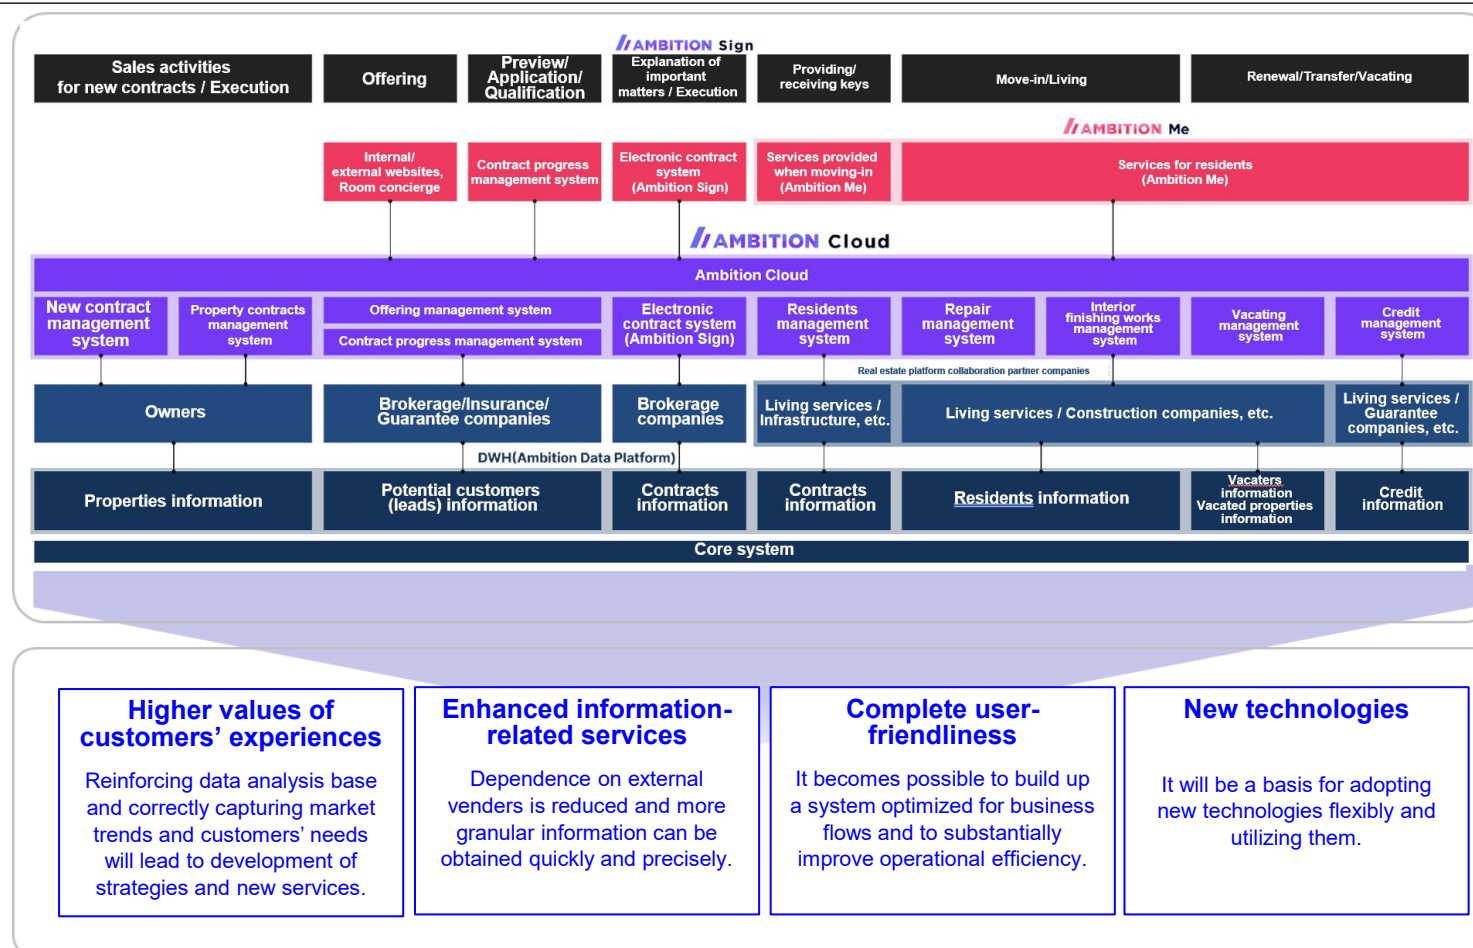 AMBITION Sign
Sales activities
for new contracts / Execution
Offering
Preview/
Application/
Qualification
Explanation of
important
matters / Execution
Providing/
receiving keys
Move-in/Living
Renewal/Transfer/Vacating
AMBITION Me
Internal/
external websites,
Room concierge
Contract progress
management system
Electronic contract
system
(Ambition Sign)
Services provided
when moving-in
(Ambition Me)
Services for residents
(Ambition Me)
AMBITION Cloud
Ambition Cloud
New contract
management
system
Property contracts
management
system
Offering management system
Contract progress management system
Electronic
contract system
(Ambition Sign)
Residents
management
system
Repair
management
system
Interior
finishing works
management
system
Vacating
management
system
Credit
management
system
Real estate platform collaboration partner companies
Owners
Brokerage/Insurance/
Guarantee companies
Brokerage
companies
Living services /
Infrastructure, etc.
Living services / Construction companies, etc.
Living services /
Guarantee
companies, etc.
DWH(Ambition Data Platform)
Properties information
Potential customers
(leads) information
Contracts
information
Contracts
information
Residents information
Vacaters
information
Vacated properties
information
Credit
information
Core system
Higher values of
customers’ experiences
Reinforcing data analysis base
and correctly capturing market
trends and customers’ needs
will lead to development of
strategies and new services.
Enhanced information-
related services
Dependence on external
venders is reduced and more
granular information can be
obtained quickly and precisely.
Complete user-
friendliness
It becomes possible to build up
a system optimized for business
flows and to substantially
improve operational efficiency.
New technologies
It will be a basis for adopting
new technologies flexibly and
utilizing them.